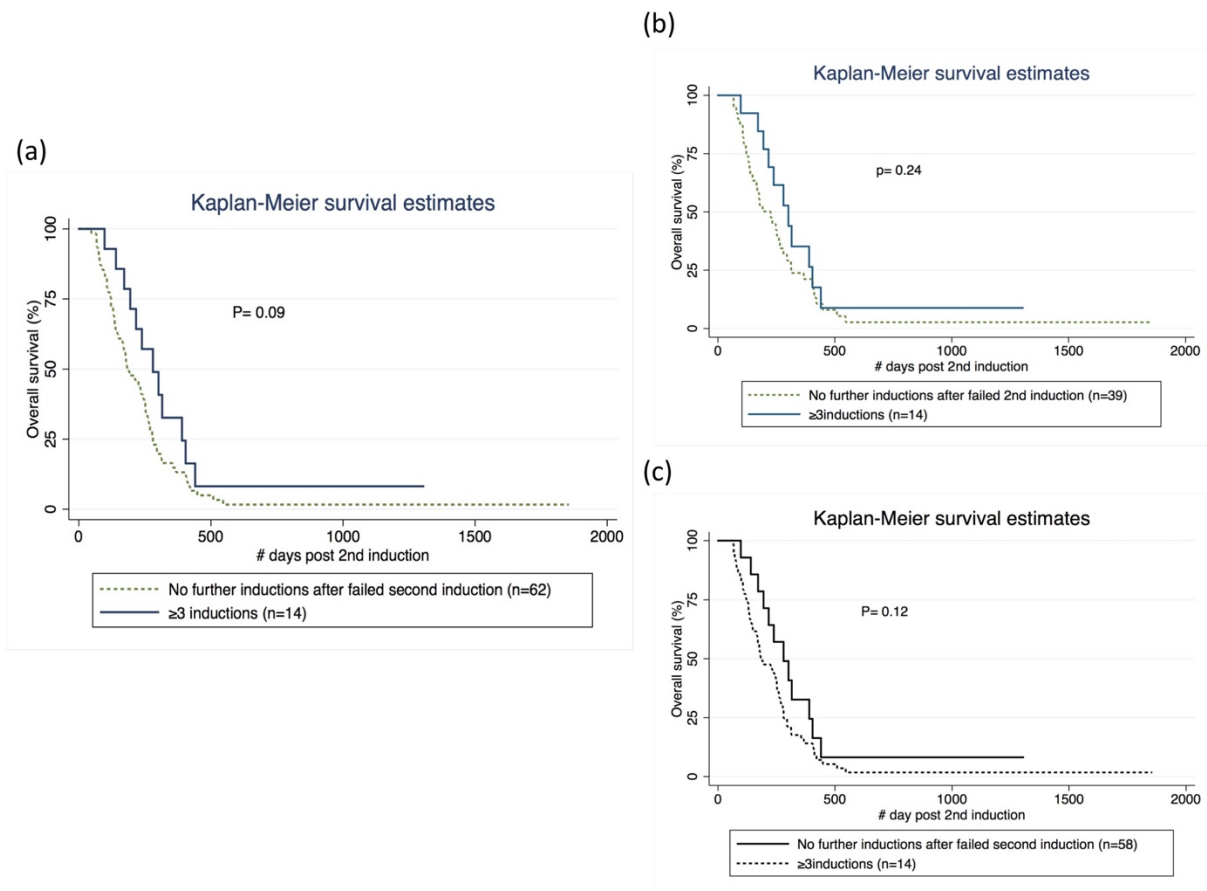 (a)
Kaplan-Meier survival estimates
100
75
50
25
0
Overall survival (%)
P= 0.09
0 500 1000 1500 2000
# days post 2nd induction
No further inductions after failed second induction (n=62)
≥3 inductions (n=14)
(b)
Kaplan-Meier survival estimates
100
75
50
25
0
Overall survival (%)
p= 0.24
0 500 1000 1500 2000
# days post 2nd induction
No further inductions after failed 2nd induction (n=39)
≥3inductions (n=14)
(c)
Kaplan-Meier survival estimates
100
75
50
25
0
Overall survival (%)
P= 0.12
0 500 1000 1500 2000
# day post 2nd induction
No further inductions after failed second induction (n=58)
≥3inductions (n=14)